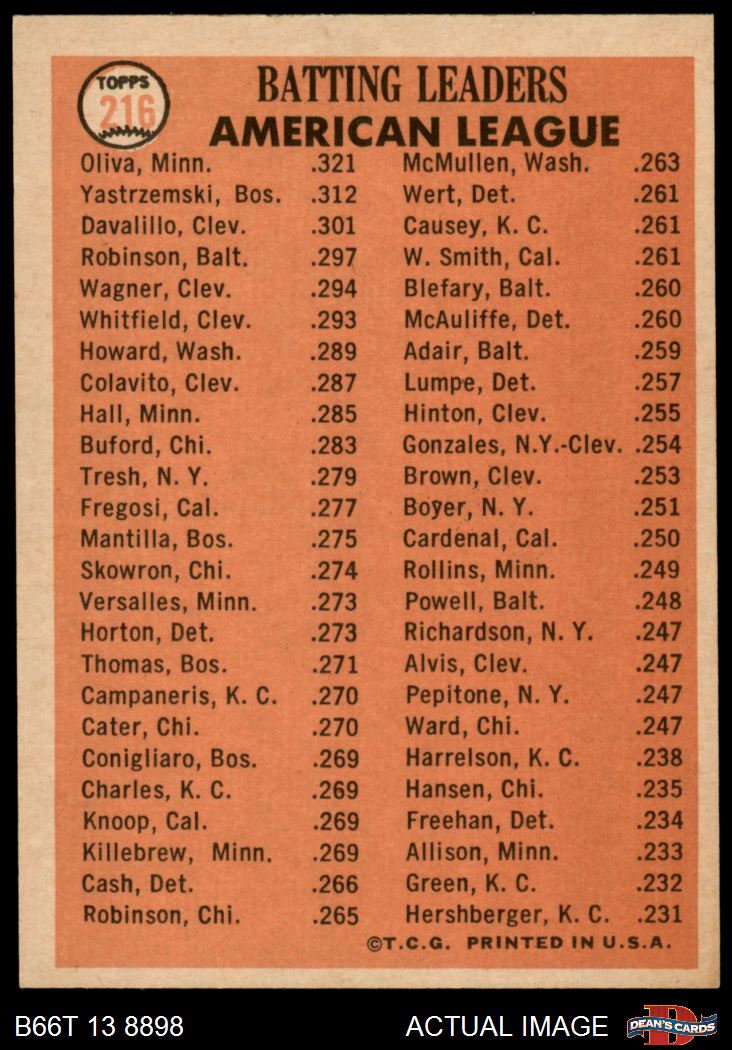 TOPPS
216
BATTING LEADERS
AMERICAN LEAGUE
Oliva, Minn. .321
Yastrzemski, Bos. .312
Davalillo, Clev. .301
Robinson, Balt. .297
Wagner, Clev. .294
Whitfield, Clev. .293
Howard, Wash. .289
Colavito, Clev. .287
Hall, Minn. .285
Buford, Chi. .283
Tresh, N. Y. .279
Fregosi, Cal. .277
Mantilla, Bos. .275
Skowron, Chi. .274
Versalles, Minn. .273
Horton, Det. .273
Thomas, Bos. .271
Campaneris, K. C. .270
Cater, Chi. .270
Conigliaro, Bos. .269
Charles, K. C. .269
Knoop, Cal. .269
Killebrew, Minn. .269
Cash, Det. .266
Robinson, Chi. .265
McMullen, Wash. .263
Wert, Det. .261
Causey, K. C. .261
W. Smith, Cal. .261
Blefary, Balt. .260
McAuliffe, Det. .260
Adair, Balt. .259
Lumpe, Det. .257
Hinton, Clev. .255
Gonzales, N.Y.-Clev. .254
Brown, Clev. .253
Boyer, N. Y. .251
Cardenal, Cal. .250
Rollins, Minn. .249
Powell, Balt. .248
Richardson, N. Y. .247
Alvis, Clev. .247
Pepitone, N. Y. .247
Ward, Chi. .247
Harrelson, K. C. .238
Hansen, Chi. .235
Freehan, Det. .234
Allison, Minn. .233
Green, K. C. .232
Hershberger, K. C. .231
©T.C.G. PRINTED IN U.S.A.
B66T 13 8898
ACTUAL IMAGE
DEAN'S CARDS